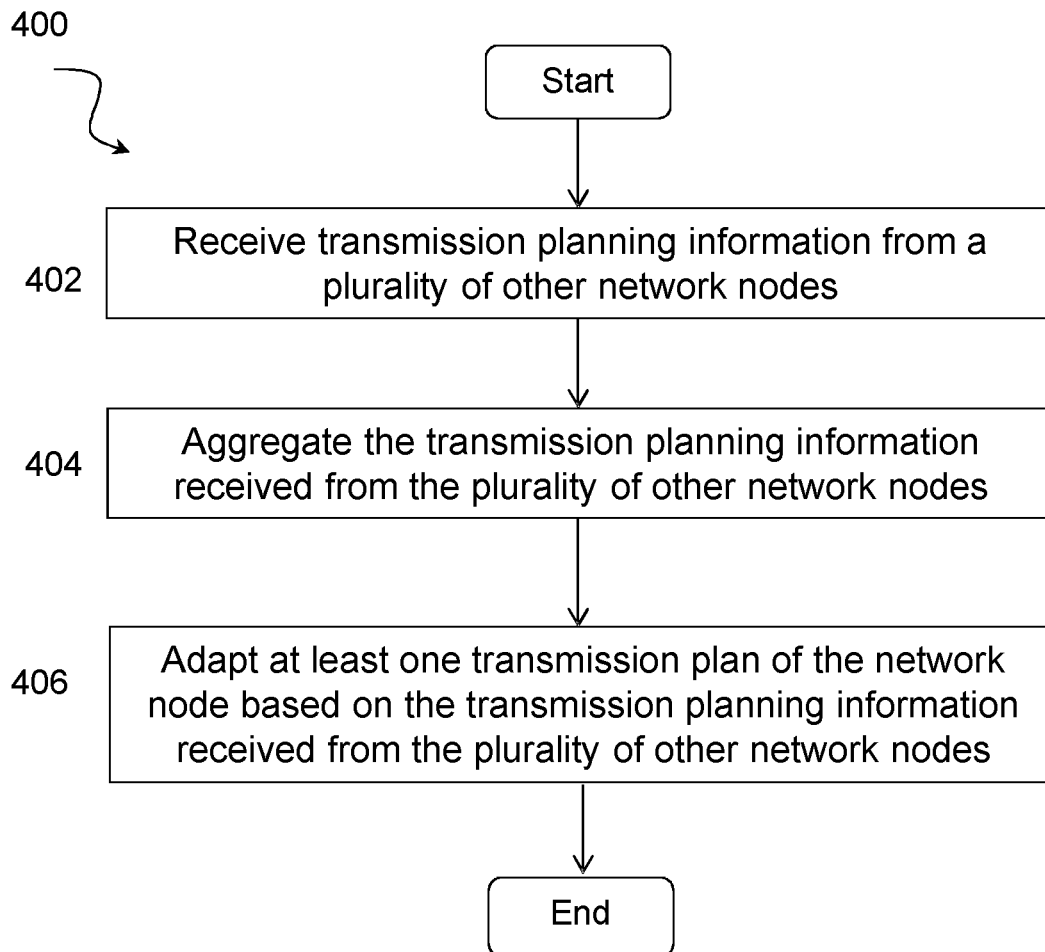 400
Start
402
Receive transmission planning information from a
plurality of other network nodes
404
Aggregate the transmission planning information
received from the plurality of other network nodes
406
Adapt at least one transmission plan of the network
node based on the transmission planning information
received from the plurality of other network nodes
End